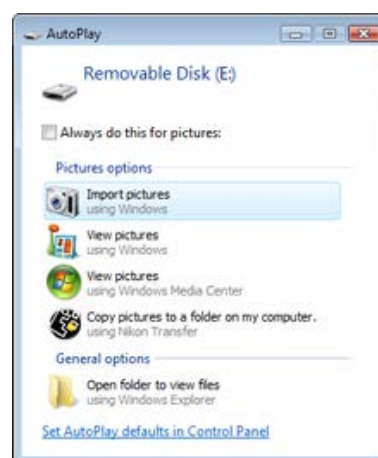 AutoPlay
Removable Disk (E:)
Always do this for pictures:
Pictures options
Import pictures
using Windows
View pictures
using Windows
View pictures
using Windows Media Center
Copy pictures to a folder on my computer.
using Nikon Transfer
General options
Open folder to view files
using Windows Explorer
Set AutoPlay defaults in Control Panel